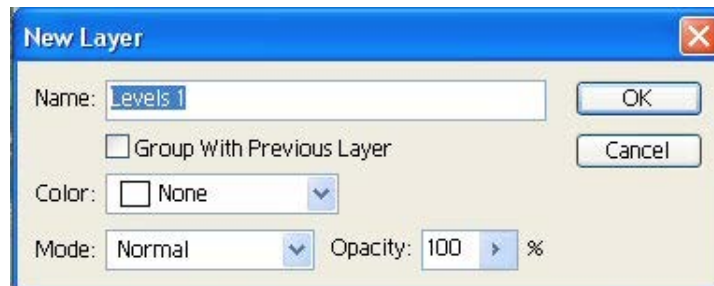 New Layer
Name: Levels 1 OK
Group With Previous Layer Cancel
Color: None
Mode: Normal Opacity: 100 %